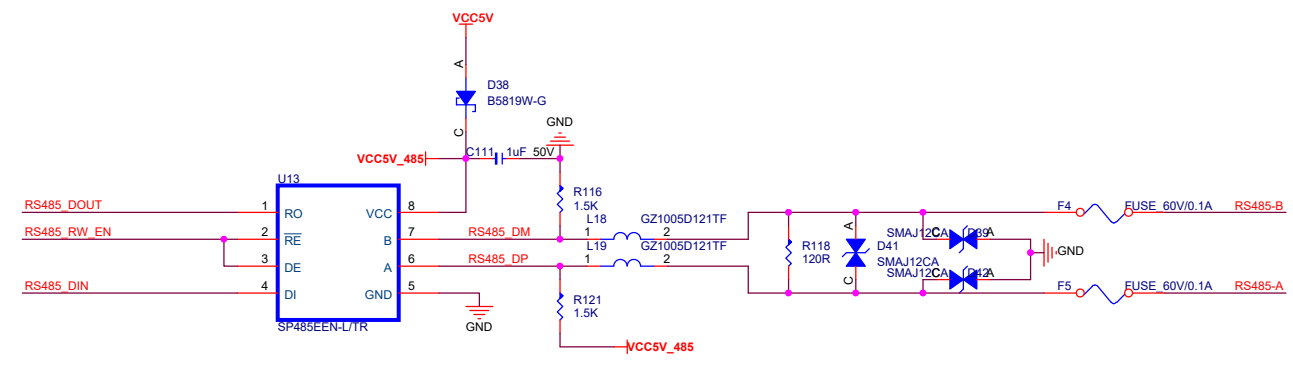 VCC5V
A
D38
B5819W-G
C
GND
VCC5V_485
C111 1uF 50V
U13
R116
1.5K
RS485_DOUT
1
RO
VCC
8
L18
GZ1005D121TF
F4
FUSE_60V/0.1A
RS485-B
RS485_RW_EN
2
RE
B
7
RS485_DM
1
2
A
SMAJ12CA
C
D39
A
3
DE
A
6
RS485_DP
L19
GZ1005D121TF
1
2
R118
120R
D41
SMAJ12CA
GND
SMAJ12CA
C
D42
A
C
RS485_DIN
4
DI
GND
5
F5
FUSE_60V/0.1A
RS485-A
R121
1.5K
SP485EEN-L/TR
GND
VCC5V_485